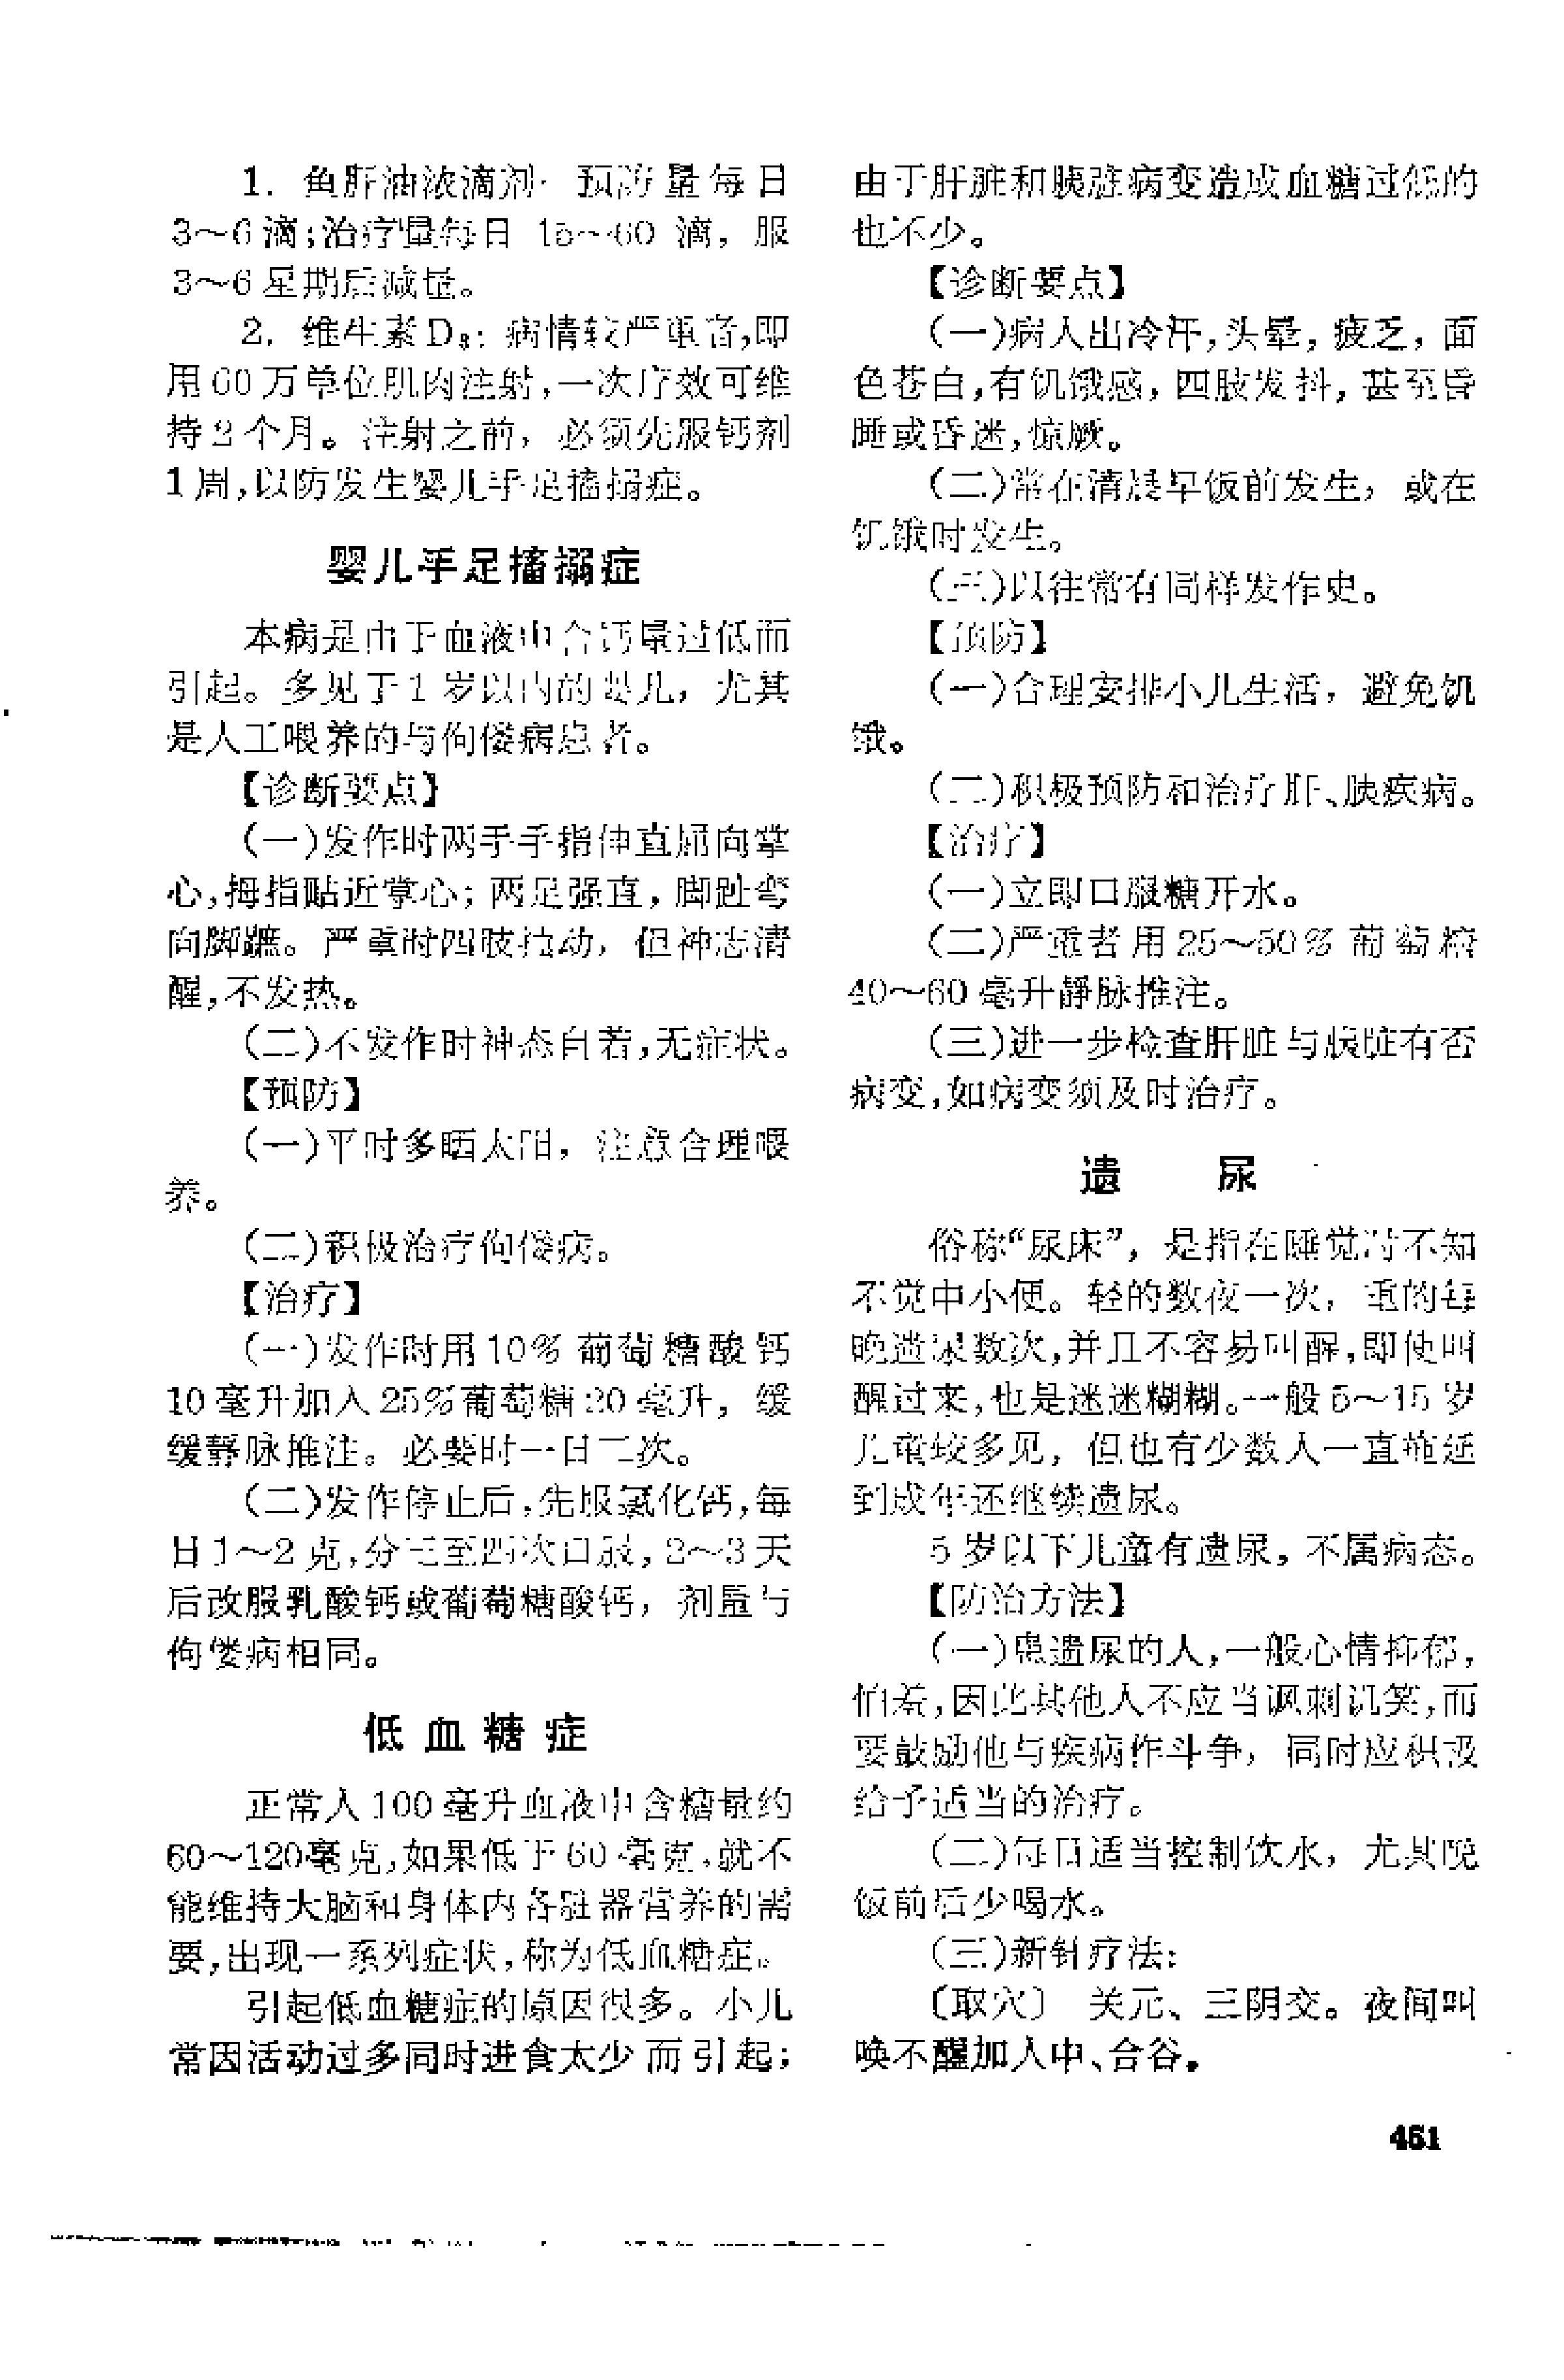 1. 鱼肝油浓滴剂: 预防量每日
3～6滴;治疗量每日 15～60 滴，服
3～6星期后减量。
2. 维生素D₃: 病情较严重者,即
用60万单位肌肉注射,一次疗效可维
持2个月。注射之前，必须先服钙剂
1周,以防发生婴儿手足搐搦症。
婴儿手足搐搦症
本病是由于血液中含钙量过低而
引起。多见于1岁以内的婴儿，尤其
是人工喂养的与佝偻病患者。
【诊断要点】
(一)发作时两手手指伸直屈向掌
心,拇指贴近掌心; 两足强直，脚趾弯
向脚蹠。严重时四肢抽动，但神志清
醒,不发热。
(二)不发作时神态自若,无症状。
【预防】
(一)平时多晒太阳，注意合理喂
养。
(二)积极治疗佝偻病。
【治疗】
(一)发作时用10%葡萄糖酸钙
10毫升加入25%葡萄糖20毫升，缓
缓静脉推注。必要时一日二次。
(二)发作停止后,先服氯化钙,每
日1～2克,分三至四次口服，2～3天
后改服乳酸钙或葡萄糖酸钙，剂量与
佝偻病相同。
低血糖症
正常人100毫升血液中含糖量约
60～120毫克,如果低于60毫克,就不
能维持大脑和身体内各脏器营养的需
要,出现一系列症状,称为低血糖症。
引起低血糖症的原因很多。小儿
常因活动过多同时进食太少而引起;
由于肝脏和胰脏病变造成血糖过低的
也不少。
【诊断要点】
(一)病人出冷汗,头晕，疲乏，面
色苍白,有饥饿感，四肢发抖，甚至昏
睡或昏迷,惊厥。
(二)常在清晨早饭前发生，或在
饥饿时发生。
(三)以往常有同样发作史。
【预防】
(一)合理安排小儿生活，避免饥
饿。
(二)积极预防和治疗肝、胰疾病。
【治疗】
(一)立即口服糖开水。
(二)严重者用25～50%葡萄糖
40～60毫升静脉推注。
(三)进一步检查肝脏与胰脏有否
病变,如病变须及时治疗。
遗 尿
俗称“尿床”，是指在睡觉时不知
不觉中小便。轻的数夜一次，重的每
晚遗尿数次,并且不容易叫醒,即使叫
醒过来,也是迷迷糊糊。一般5～15岁
儿童较多见，但也有少数人一直拖延
到成年还继续遗尿。
5岁以下儿童有遗尿，不属病态。
【防治方法】
(一)患遗尿的人,一般心情抑郁，
怕羞,因此其他人不应当讽刺讥笑,而
要鼓励他与疾病作斗争，同时应积极
给予适当的治疗。
(二)每日适当控制饮水，尤其晚
饭前后少喝水。
(三)新针疗法:
〔取穴〕 关元、三阴交。夜间叫
唤不醒加人中、合谷。
451